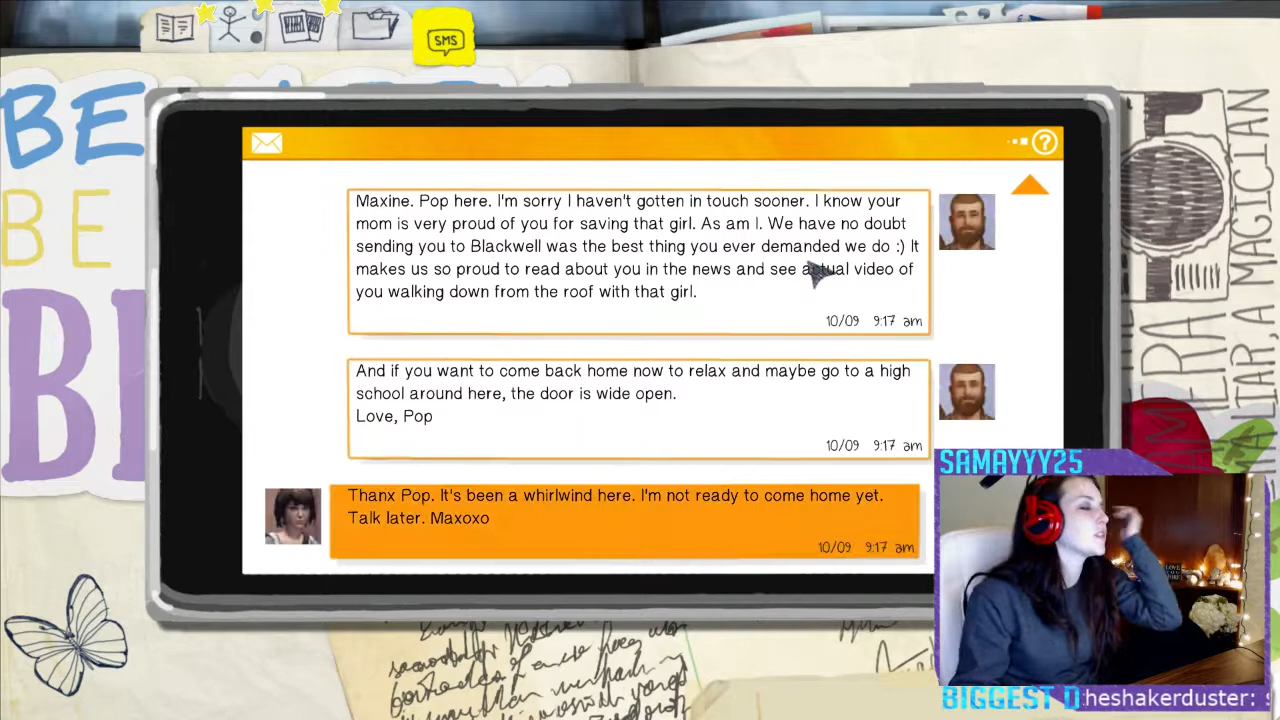 SMS
BE
BE
Maxine. Pop here. I'm sorry I haven't gotten in touch sooner. I know your
mom is very proud of you for saving that girl. As am I. We have no doubt
sending you to Blackwell was the best thing you ever demanded we do :) It
makes us so proud to read about you in the news and see actual video of
you walking down from the roof with that girl.
10/09 9:17 am
And if you want to come back home now to relax and maybe go to a high
school around here, the door is wide open.
Love, Pop
10/09 9:17 am
Thanx Pop. It's been a whirlwind here. I'm not ready to come home yet.
Talk later. Maxoxo
10/09 9:17 am
LIAR, A MAGICIAN
SAMAYYY25
BIGGEST D
heshakerduster: